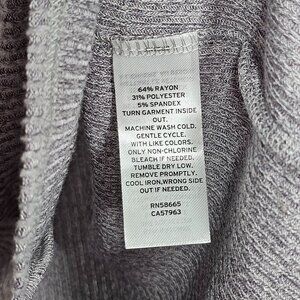 64% RAYON
31% POLYESTER
5% SPANDEX
TURN GARMENT INSIDE
OUT.
MACHINE WASH COLD.
GENTLE CYCLE.
WITH LIKE COLORS.
ONLY NON-CHLORINE
BLEACH IF NEEDED.
TUMBLE DRY LOW.
REMOVE PROMPTLY.
COOL IRON,WRONG SIDE
OUT IF NEEDED.
RN58665
CA57963